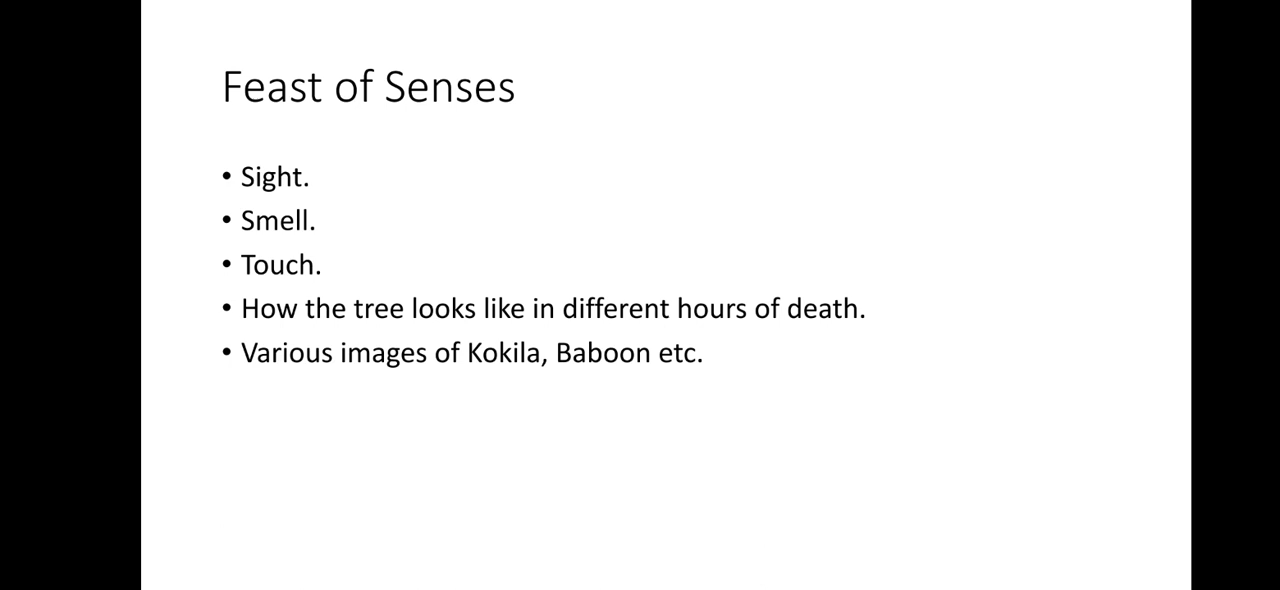 Feast of Senses
• Sight.
• Smell.
• Touch.
• How the tree looks like in different hours of death.
• Various images of Kokila, Baboon etc.